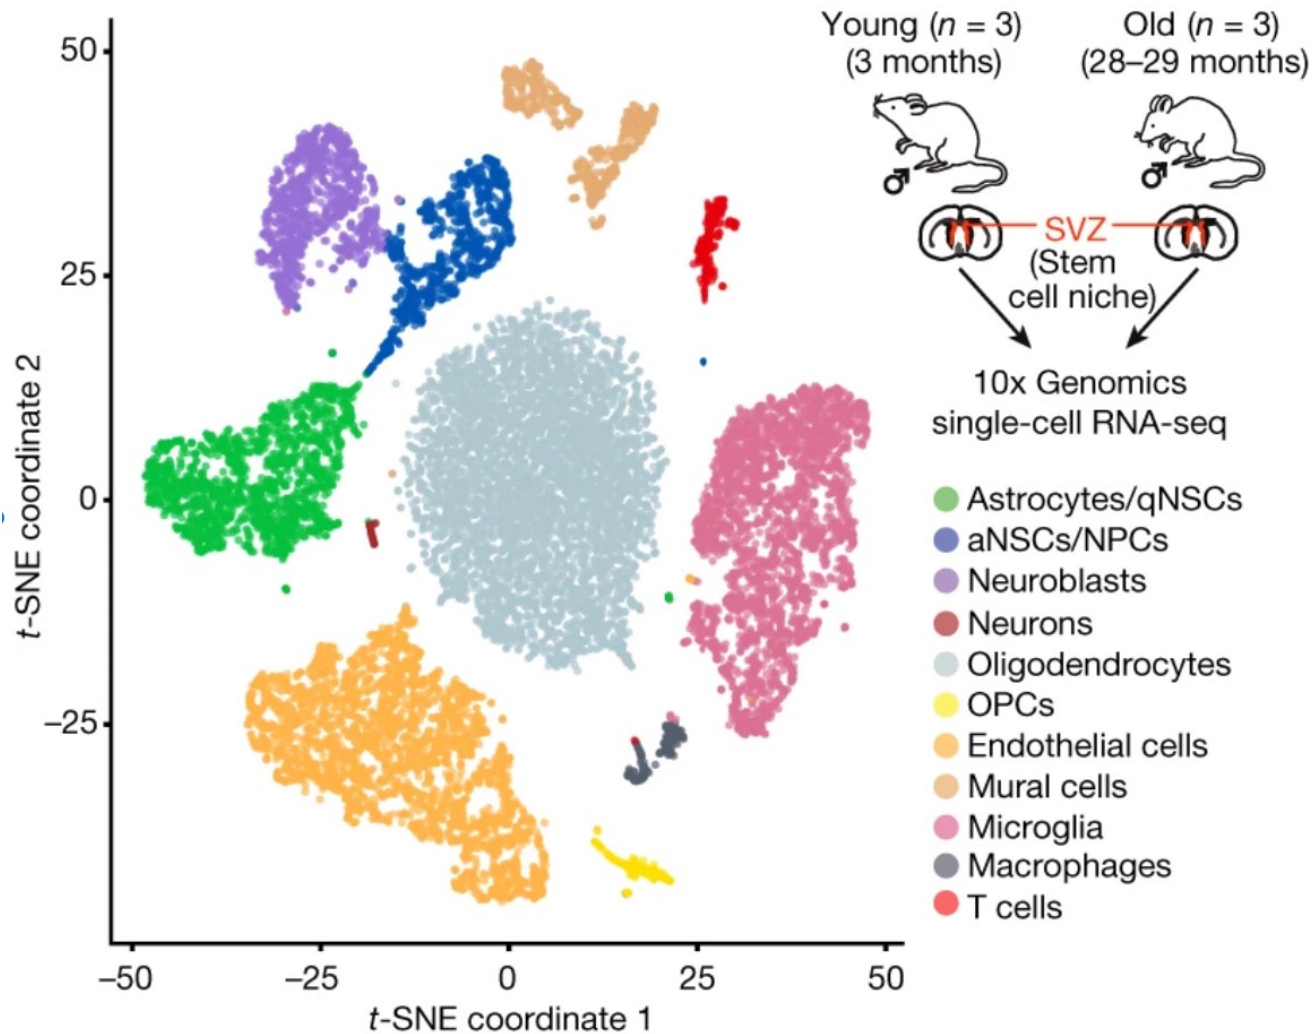 Young (n = 3)
(3 months)
Old (n = 3)
(28–29 months)
♂
♂
SVZ
(Stem
cell niche)
10x Genomics
single-cell RNA-seq
Astrocytes/qNSCs
aNSCs/NPCs
Neuroblasts
Neurons
Oligodendrocytes
OPCs
Endothelial cells
Mural cells
Microglia
Macrophages
T cells
t-SNE coordinate 2
50
25
0
–25
–50
–25
0
25
50
t-SNE coordinate 1